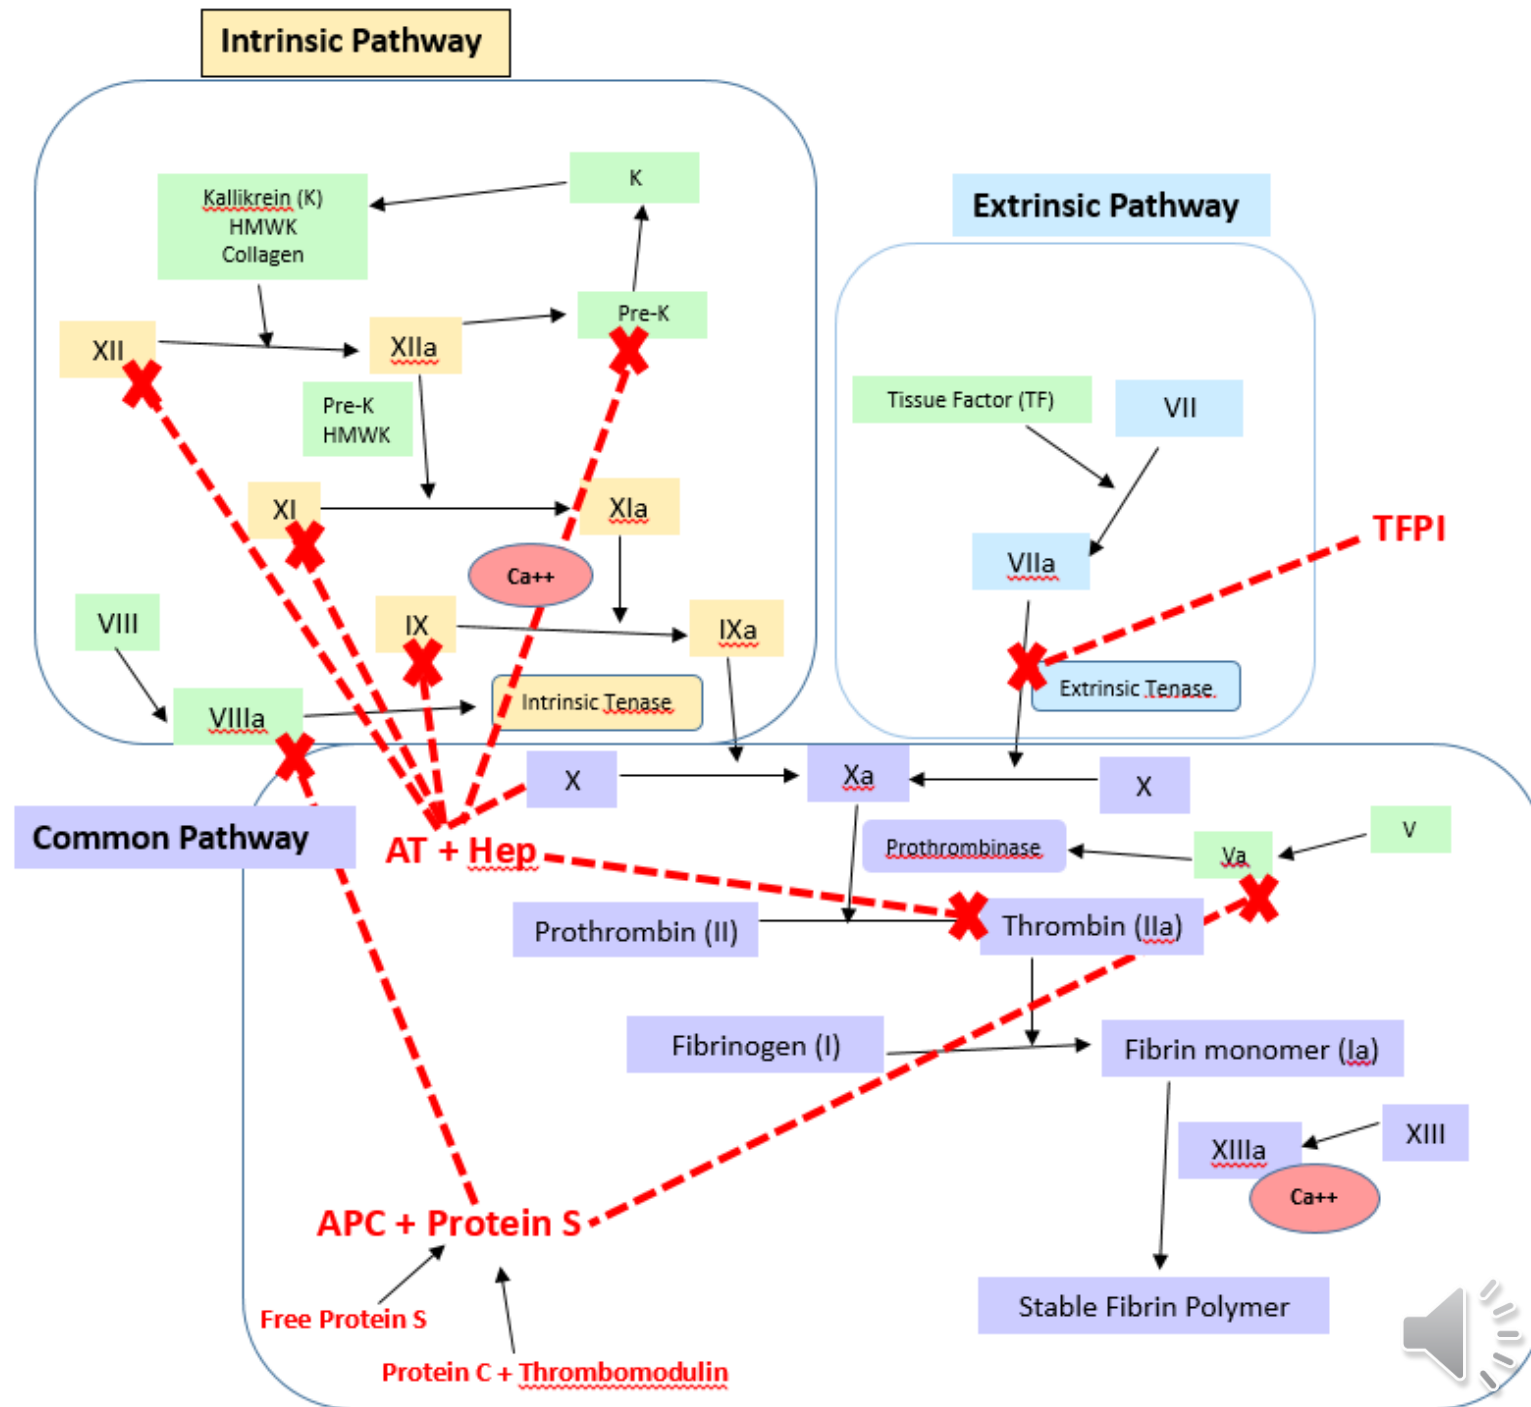 Intrinsic Pathway
Kallikrein (K)
HMWK
Collagen
K
Pre-K
XII
XIIa
Pre-K
HMWK
XI
XIa
Ca++
VIII
IX
IXa
VIIIa
Intrinsic Tenase
Extrinsic Pathway
Tissue Factor (TF)
VII
VIIa
TFPI
Extrinsic Tenase
Common Pathway
X
Xa
X
AT + Hep
Prothrombinase
Va
V
Prothrombin (II)
Thrombin (IIa)
Fibrinogen (I)
Fibrin monomer (Ia)
XIIIa
XIII
Ca++
APC + Protein S
Free Protein S
Protein C + Thrombomodulin
Stable Fibrin Polymer